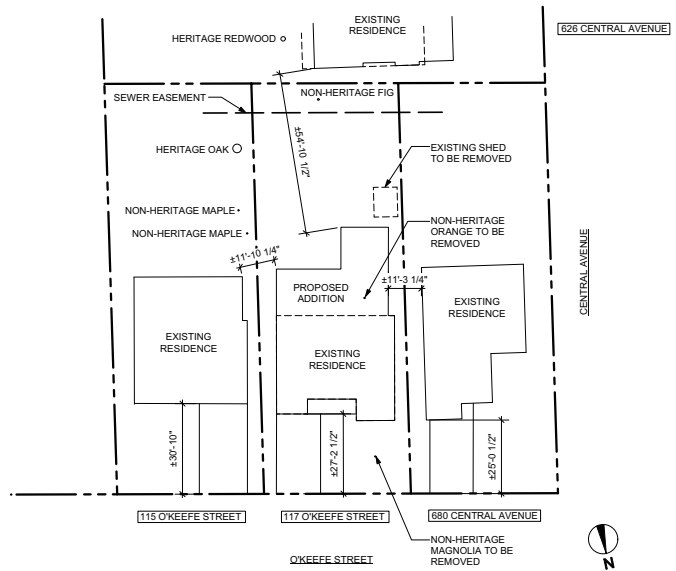 EXISTING
RESIDENCE
626 CENTRAL AVENUE
HERITAGE REDWOOD
NON-HERITAGE FIG
SEWER EASEMENT
±54'-10 1/2"
HERITAGE OAK
EXISTING SHED
TO BE REMOVED
NON-HERITAGE MAPLE
NON-HERITAGE MAPLE
NON-HERITAGE
ORANGE TO BE
REMOVED
±11'-10 1/4"
±11'-3 1/4"
CENTRAL AVENUE
PROPOSED
ADDITION
EXISTING
RESIDENCE
EXISTING
RESIDENCE
EXISTING
RESIDENCE
±30'-10"
±27'-2 1/2"
±25'-0 1/2"
115 O'KEEFE STREET
117 O'KEEFE STREET
680 CENTRAL AVENUE
O'KEEFE STREET
NON-HERITAGE
MAGNOLIA TO BE
REMOVED
N